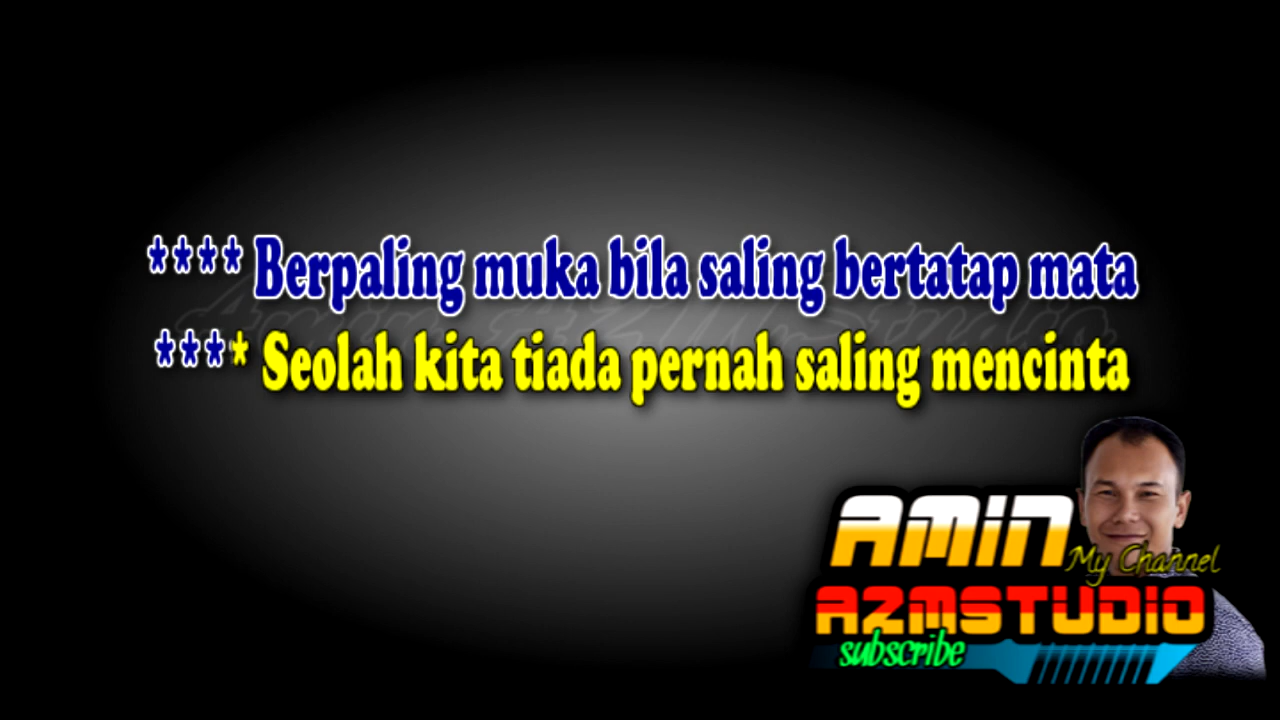 **** Berpaling muka bila saling bertatap mata
**** Seolah kita tiada pernah saling mencinta
AMIN
My Channel
AZMSTUDIO
subscribe